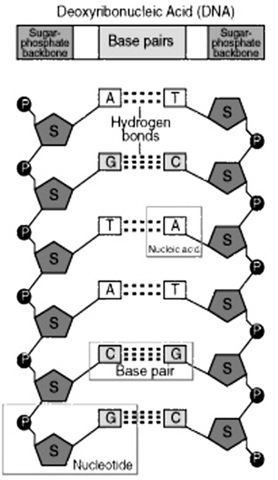 Deoxyribonucleic Acid (DNA)
Sugar-
phosphate
backbone
Base pairs
Sugar-
phosphate
backbone
P
A
T
S
S
P
Hydrogen
bonds
P
G
C
S
S
P
P
T
A
S
S
P
Nucleic acid
P
A
T
S
S
P
P
C
G
S
S
P
Base pair
P
G
C
S
S
P
Nucleotide